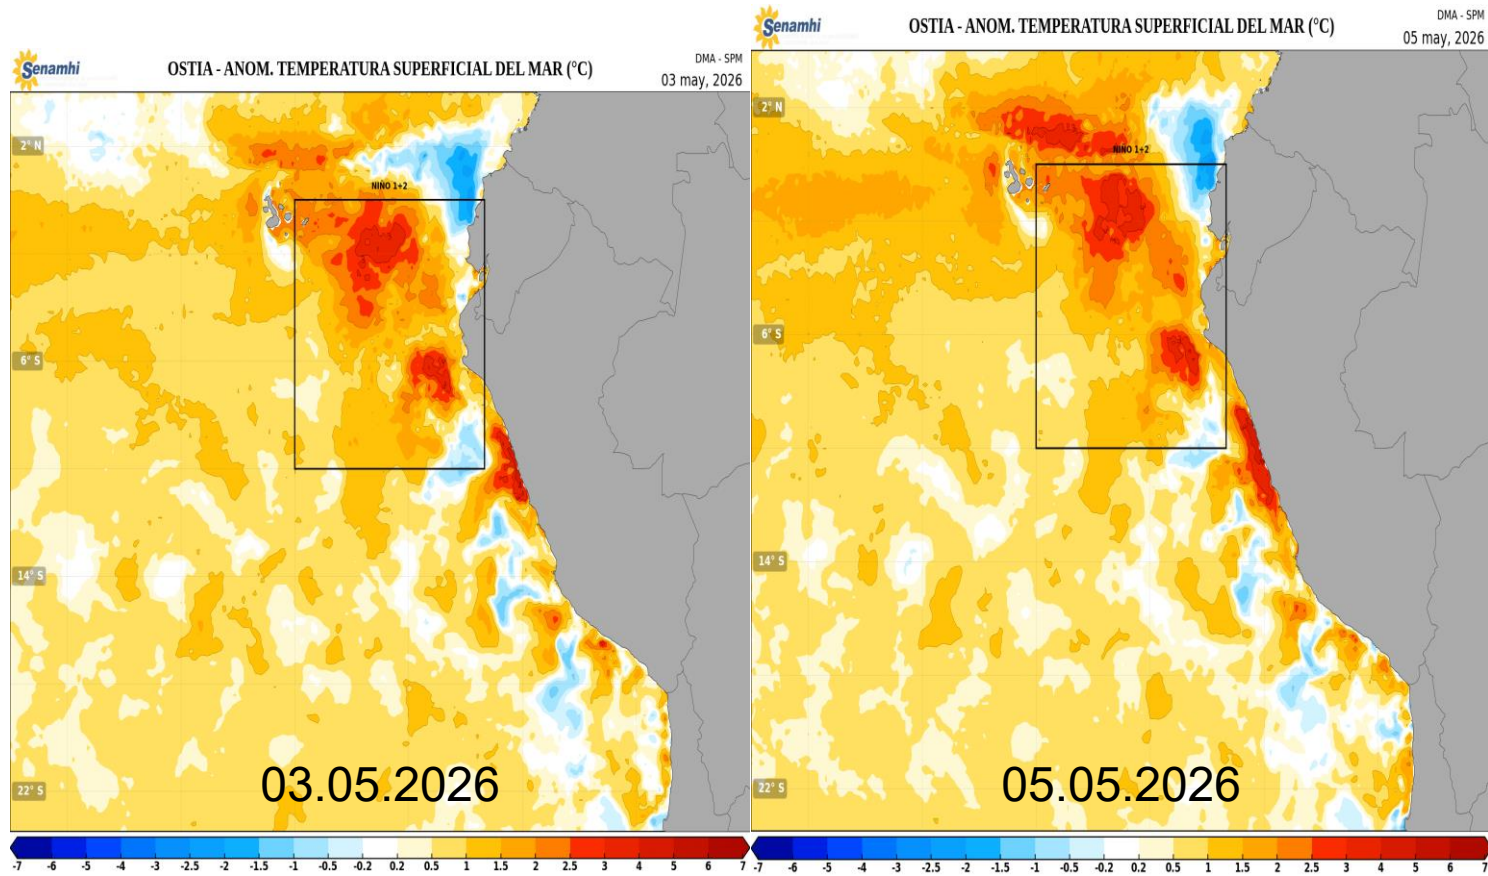 Senamhi
OSTIA - ANOM. TEMPERATURA SUPERFICIAL DEL MAR (°C)
DMA - SPM
03 may, 2026
2° N
NIÑO 1+2
6° S
14° S
22° S
03.05.2026
-7 -6 -5 -4 -3 -2.5 -2 -1.5 -1 -0.5 -0.2 0.2 0.5 1 1.5 2 2.5 3 4 5 6 7
Senamhi
OSTIA - ANOM. TEMPERATURA SUPERFICIAL DEL MAR (°C)
DMA - SPM
05 may, 2026
2° N
NIÑO 1+2
6° S
14° S
22° S
05.05.2026
-7 -6 -5 -4 -3 -2.5 -2 -1.5 -1 -0.5 -0.2 0.2 0.5 1 1.5 2 2.5 3 4 5 6 7